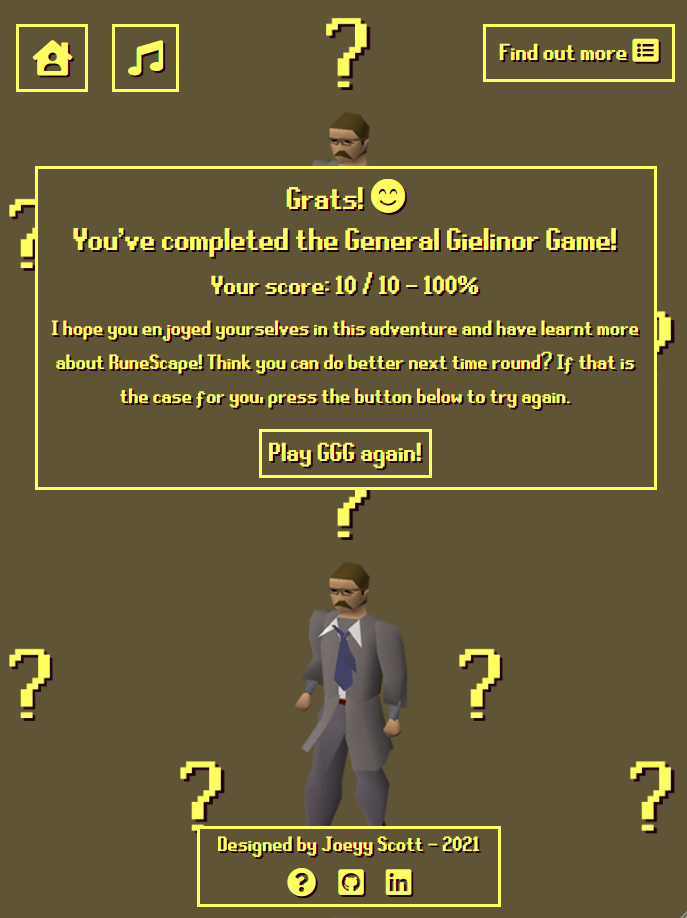 ?
Find out more
Grats!
You've completed the General Gielinor Game!
Your score: 10 / 10 - 100%
I hope you enjoyed yourselves in this adventure and have learnt more
about RuneScape! Think you can do better next time round? If that is
the case for you, press the button below to try again.
Play GGG again!
?
? ?
? ?
Designed by Joeyy Scott - 2021
?